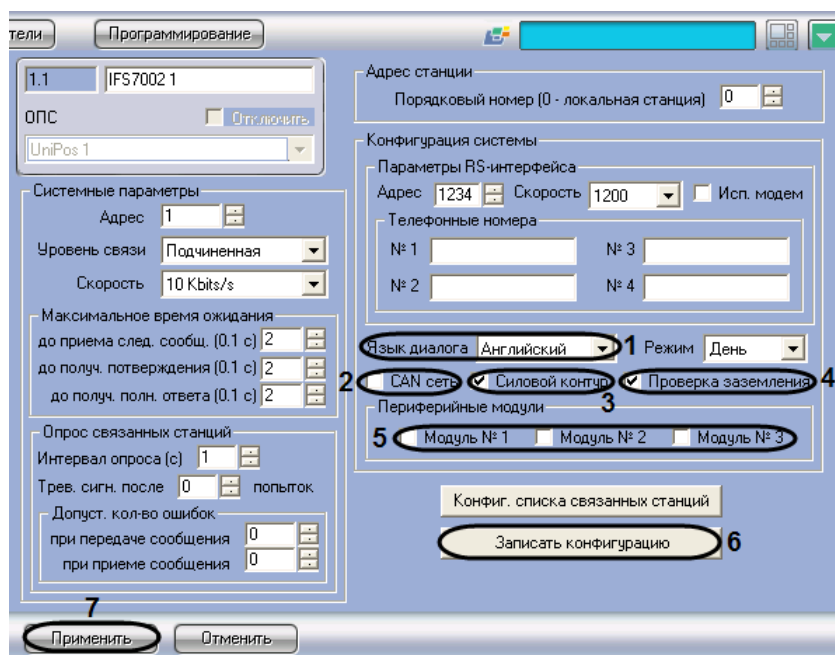 тели
Программирование
1.1 IFS7002 1
ОПС Отключить
UniPos 1
Системные параметры
Адрес 1
Уровень связи Подчиненная
Скорость 10 Kbits/s
Максимальное время ожидания
до приема след. сообщ. (0.1 с) 2
до получ. потверждения (0.1 с) 2
до получ. полн. ответа (0.1 с) 2
Опрос связанных станций
Интервал опроса (с) 1
Трев. сигн. после 0 попыток
Допуст. кол-во ошибок
при передаче сообщения 0
при приеме сообщения 0
Адрес станции
Порядковый номер (0 - локальная станция) 0
Конфигурация системы
Параметры RS-интерфейса
Адрес 1234 Скорость 1200 Исп. модем
Телефонные номера
№ 1 № 3
№ 2 № 4
Язык диалога Английский 1 Режим День
2 CAN сеть Силовой контур Проверка заземления 4
3
Периферийные модули
5 Модуль № 1 Модуль № 2 Модуль № 3
Конфиг. списка связанных станций
Записать конфигурацию 6
7
Применить Отменить